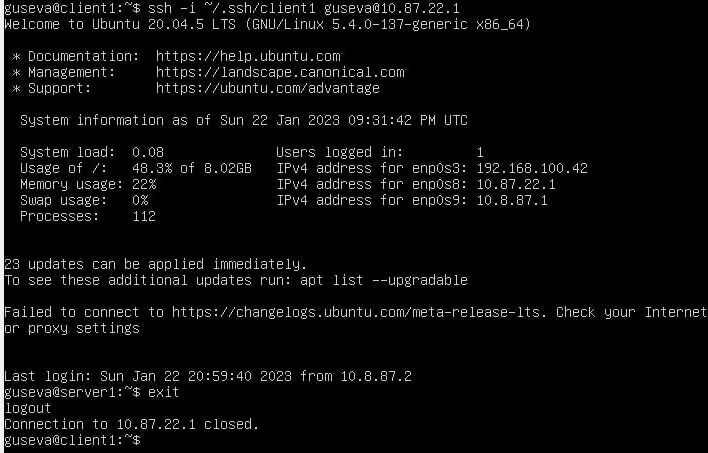 guseva@client1:~$ ssh -i ~/.ssh/client1 guseva@10.87.22.1
Welcome to Ubuntu 20.04.5 LTS (GNU/Linux 5.4.0-137-generic x86_64)
* Documentation:  https://help.ubuntu.com
* Management:     https://landscape.canonical.com
* Support:        https://ubuntu.com/advantage
System information as of Sun 22 Jan 2023 09:31:42 PM UTC
System load:  0.08              Users logged in:         1
Usage of /:   48.3% of 8.02GB   IPv4 address for enp0s3: 192.168.100.42
Memory usage: 22%               IPv4 address for enp0s8: 10.87.22.1
Swap usage:   0%                IPv4 address for enp0s9: 10.8.87.1
Processes:    112
23 updates can be applied immediately.
To see these additional updates run: apt list --upgradable
Failed to connect to https://changelogs.ubuntu.com/meta-release-lts. Check your Internet
or proxy settings
Last login: Sun Jan 22 20:59:40 2023 from 10.8.87.2
guseva@server1:~$ exit
logout
Connection to 10.87.22.1 closed.
guseva@client1:~$